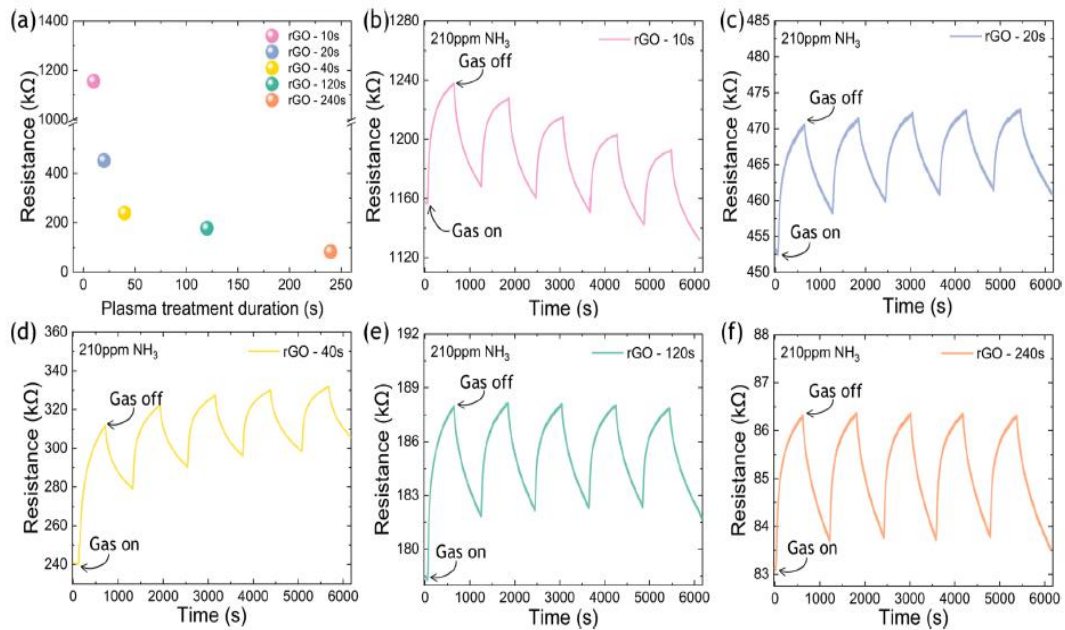 (a)
1400
1200
1000
400
200
0
Resistance (kΩ)
rGO - 10s
rGO - 20s
rGO - 40s
rGO - 120s
rGO - 240s
0 50 100 150 200 250
Plasma treatment duration (s)
(b)
1280
1240
1200
1160
1120
Resistance (kΩ)
210ppm NH₃
rGO - 10s
Gas off
Gas on
0 1000 2000 3000 4000 5000 6000
Time (s)
(c)
485
480
475
470
465
460
455
450
Resistance (kΩ)
210ppm NH₃
rGO - 20s
Gas off
Gas on
0 1000 2000 3000 4000 5000 6000
Time (s)
(d)
360
340
320
300
280
260
240
Resistance (kΩ)
210ppm NH₃
rGO - 40s
Gas off
Gas on
0 1000 2000 3000 4000 5000 6000
Time (s)
(e)
192
189
186
183
180
Resistance (kΩ)
210ppm NH₃
rGO - 120s
Gas off
Gas on
0 1000 2000 3000 4000 5000 6000
Time (s)
(f)
88
87
86
85
84
83
Resistance (kΩ)
210ppm NH₃
rGO - 240s
Gas off
Gas on
0 1000 2000 3000 4000 5000 6000
Time (s)